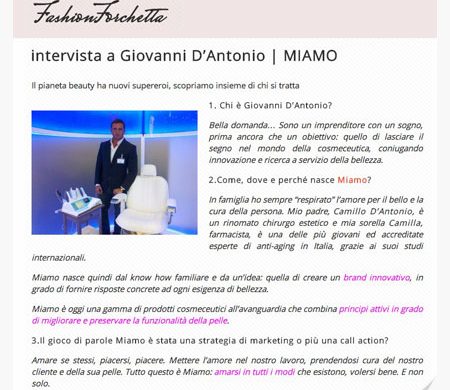 FashionForchetta
intervista a Giovanni D'Antonio | MIAMO
Il pianeta beauty ha nuovi supereroi, scopriamo insieme di chi si tratta
1. Chi è Giovanni D'Antonio?
Bella domanda... Sono un imprenditore con un sogno,
prima ancora che un obiettivo: quello di lasciare il
segno nel mondo della cosmeceutica, coniugando
innovazione e ricerca a servizio della bellezza.
2.Come, dove e perché nasce Miamo?
In famiglia ho sempre "respirato" l'amore per il bello e la
cura della persona. Mio padre, Camillo D'Antonio, è
un rinomato chirurgo estetico e mia sorella Camilla,
farmacista, è una delle più giovani ed accreditate
esperte di anti-aging in Italia, grazie ai suoi studi
internazionali.
Miamo nasce quindi dal know how familiare e da un'idea: quella di creare un brand innovativo, in
grado di fornire risposte concrete ad ogni esigenza di bellezza.
Miamo è oggi una gamma di prodotti cosmeceutici all'avanguardia che combina principi attivi in grado
di migliorare e preservare la funzionalità della pelle.
3.Il gioco di parole Miamo è stata una strategia di marketing o più una call action?
Amare se stessi, piacersi, piacere. Mettere l'amore nel nostro lavoro, prendendosi cura del nostro
cliente e della sua pelle. Tutto questo è Miamo: amarsi in tutti i modi che esistono, volersi bene. E non
solo.